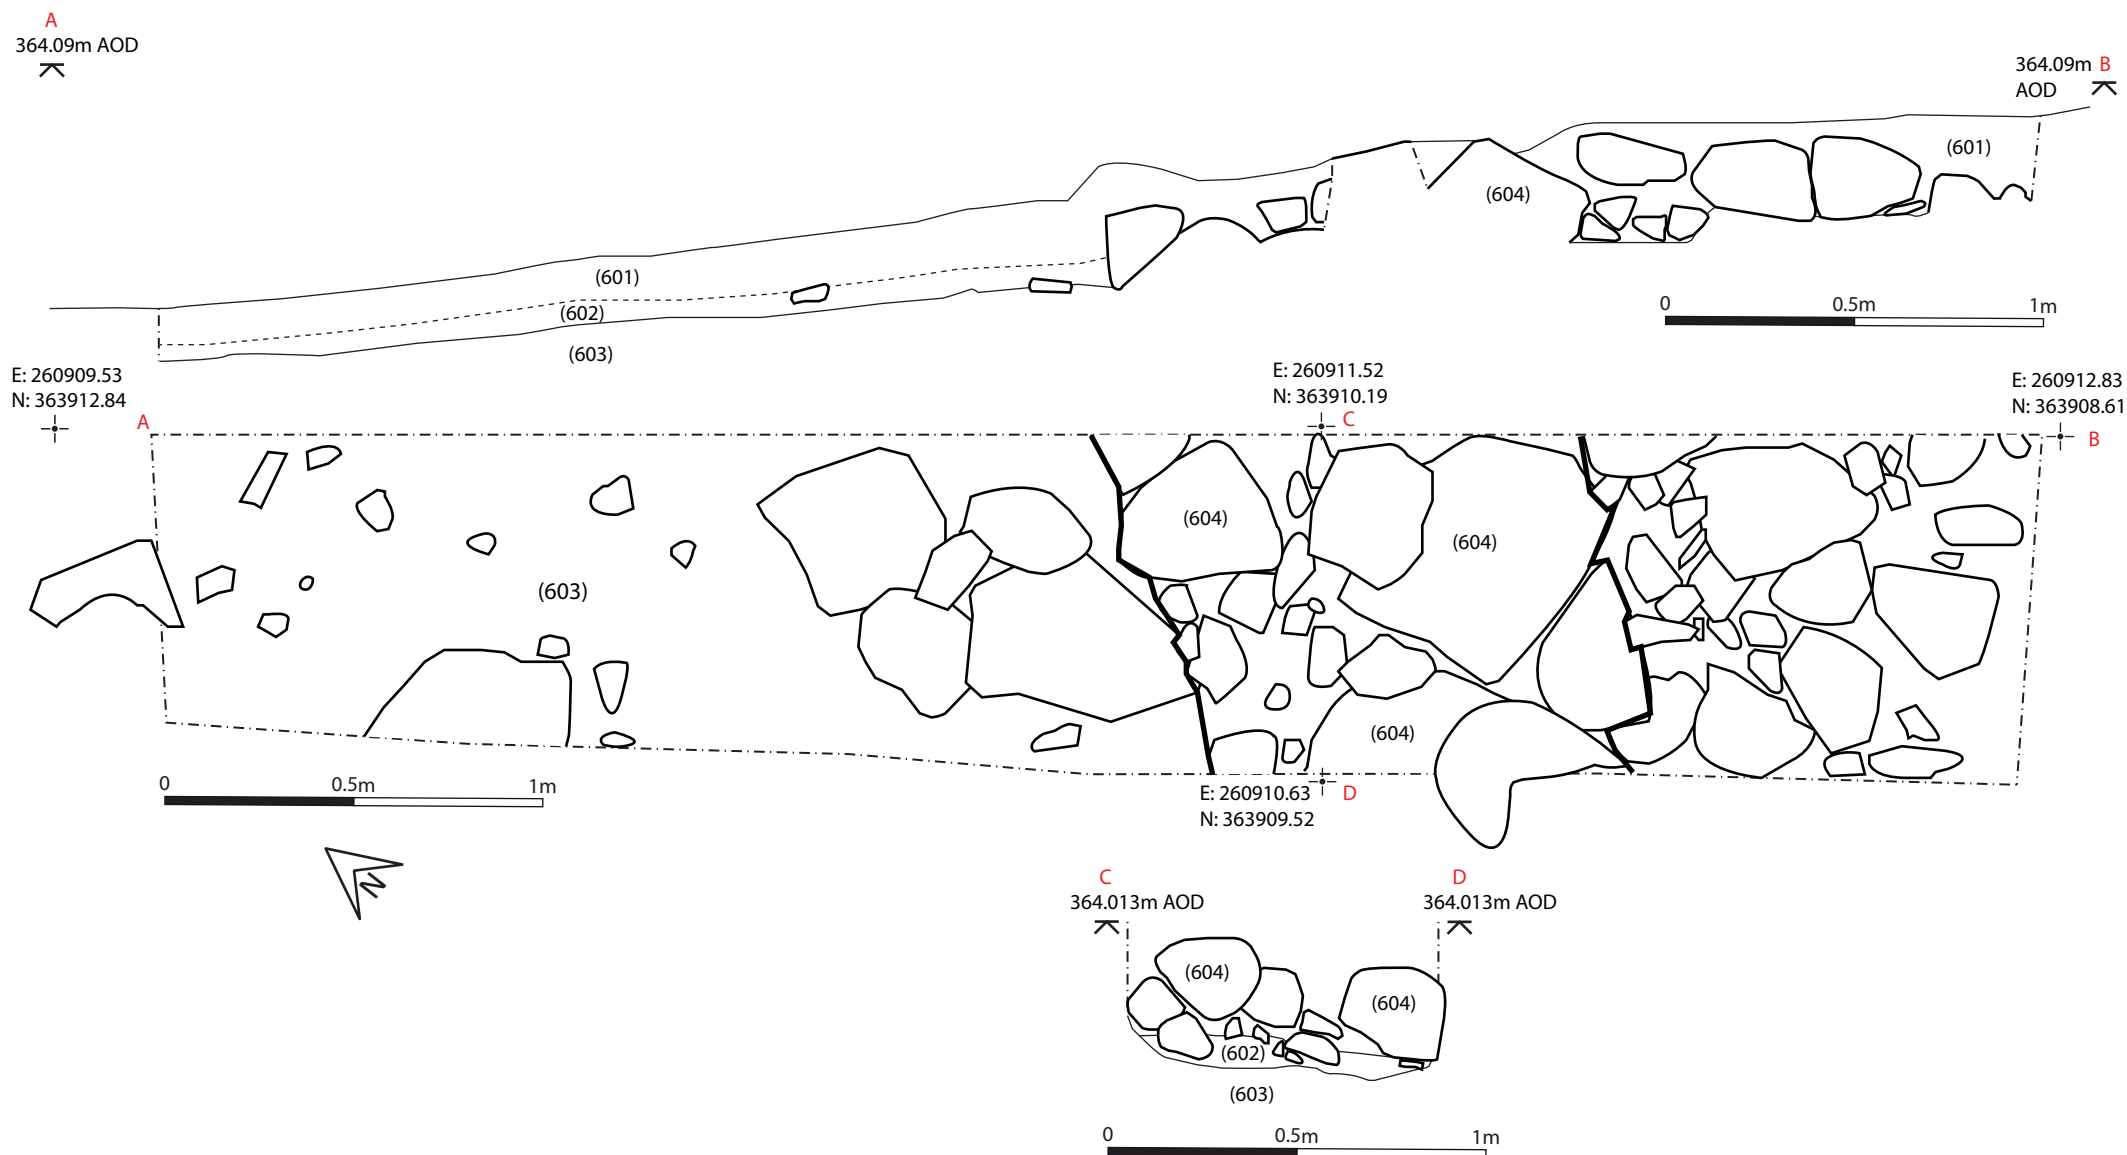 A
364.09m AOD
364.09m B
AOD
(601)
(604)
(601)
(602)
(603)
0 0.5m 1m
E: 260909.53
N: 363912.84
E: 260911.52
N: 363910.19
E: 260912.83
N: 363908.61
A
C
B
(604)
(604)
(603)
(604)
0 0.5m 1m
E: 260910.63
N: 363909.52
D
N
C
364.013m AOD
D
364.013m AOD
(604)
(604)
(602)
(603)
0 0.5m 1m